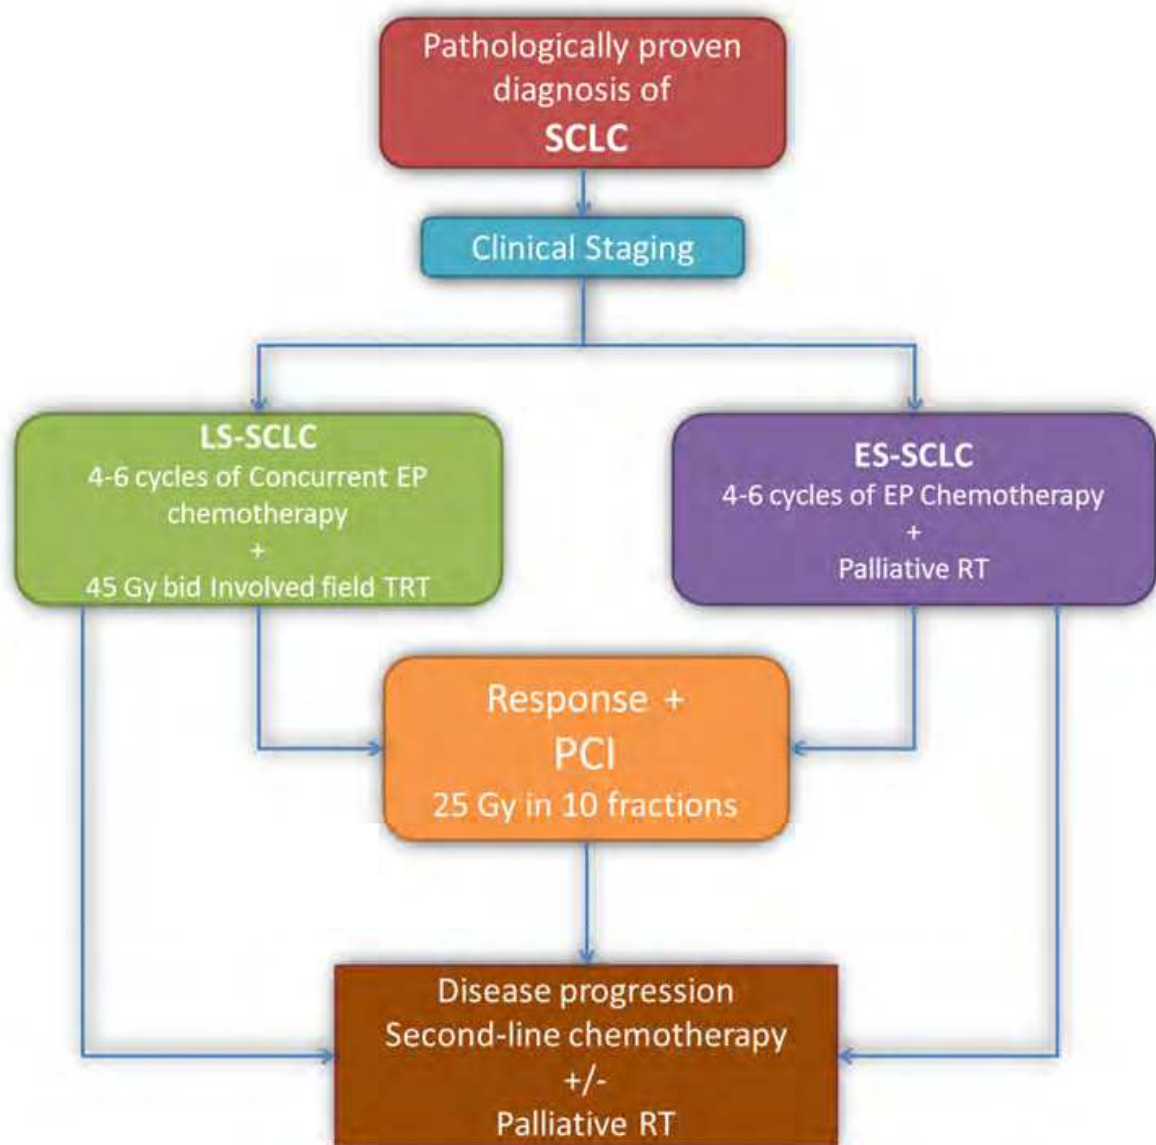 Pathologically proven
diagnosis of
SCLC
Clinical Staging
LS-SCLC
4-6 cycles of Concurrent EP
chemotherapy
+
45 Gy bid Involved field TRT
ES-SCLC
4-6 cycles of EP Chemotherapy
+
Palliative RT
Response +
PCI
25 Gy in 10 fractions
Disease progression
Second-line chemotherapy
+/-
Palliative RT